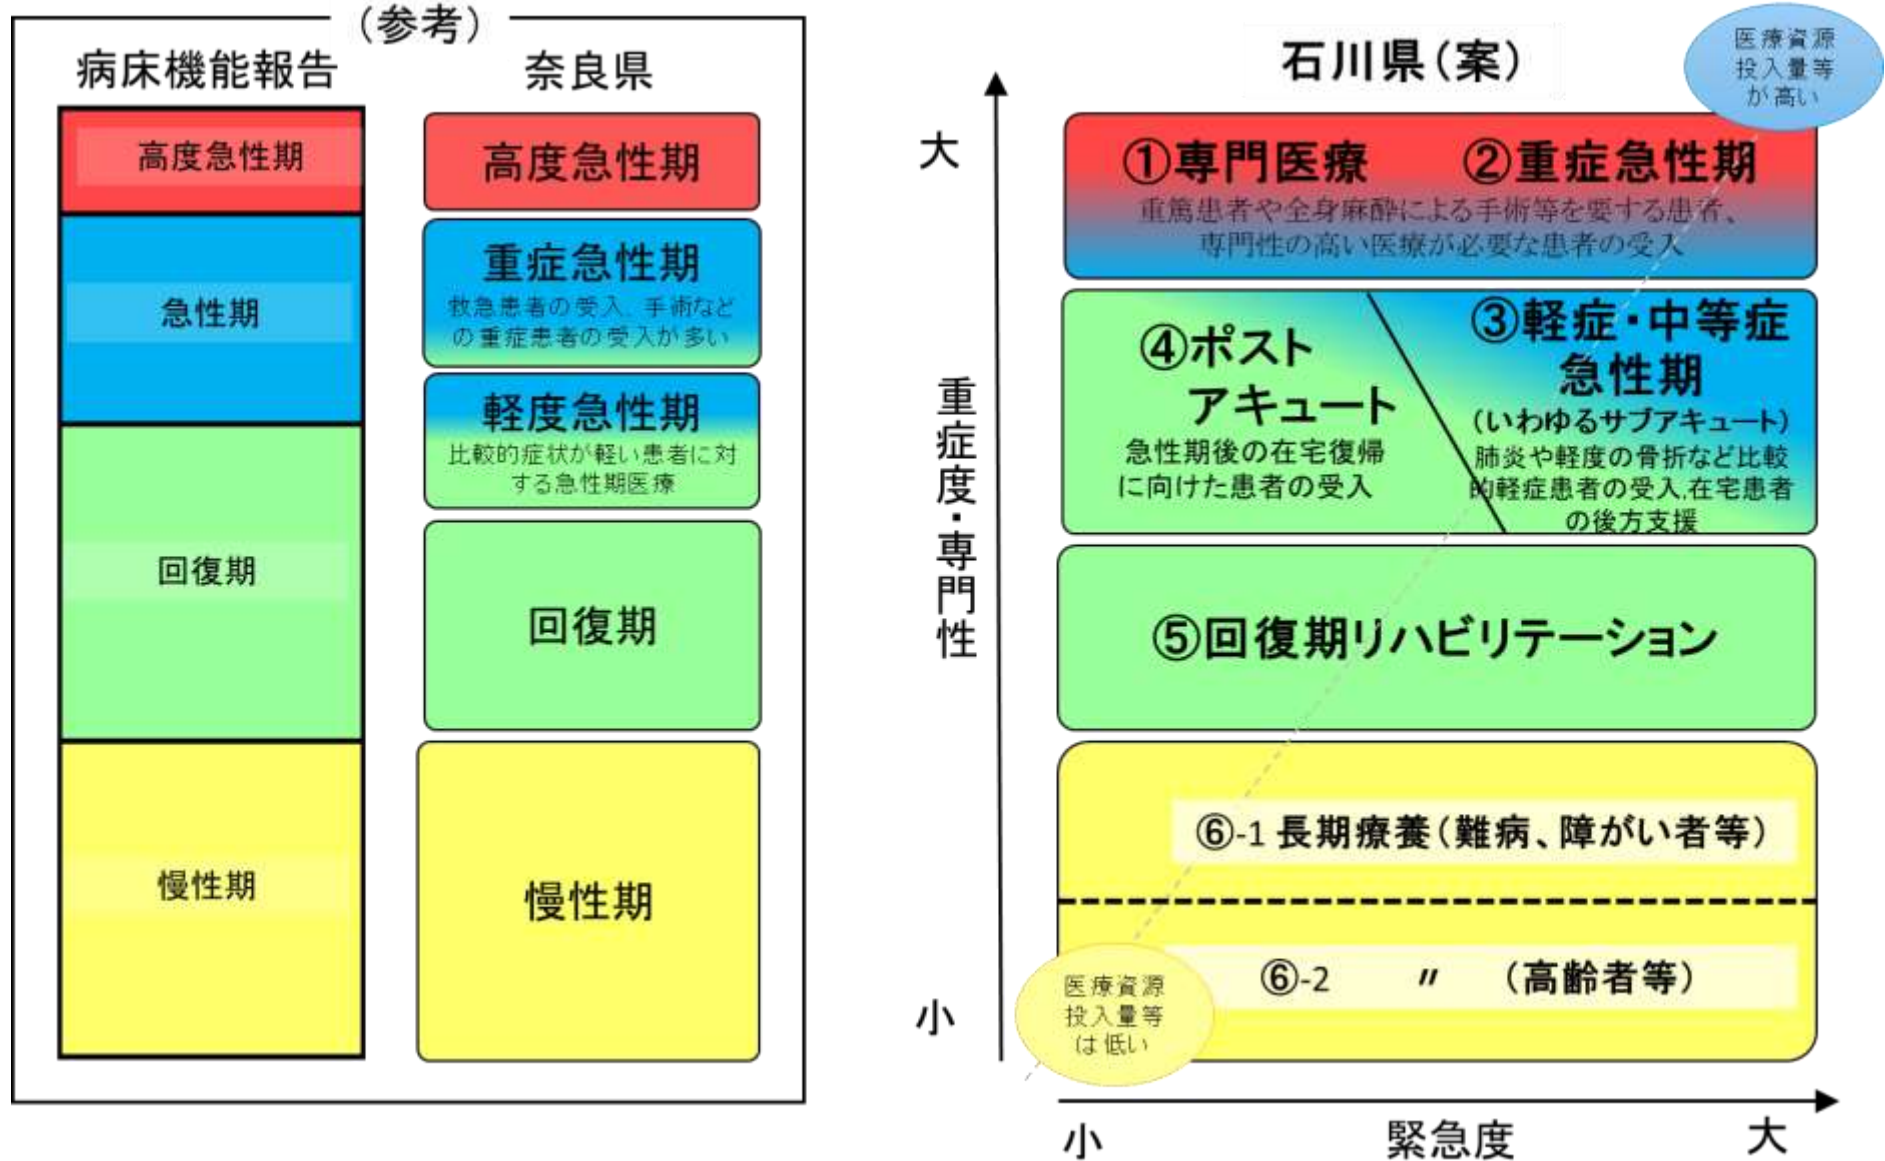 (参考)
病床機能報告
高度急性期
急性期
回復期
慢性期
奈良県
高度急性期
重症急性期
救急患者の受入、手術など
の重症患者の受入が多い
軽度急性期
比較的症状が軽い患者に対
する急性期医療
回復期
慢性期
石川県(案)
医療資源
投入量等
が高い
大
重症度・専門性
小
①専門医療 ②重症急性期
重篤患者や全身麻酔による手術等を要する患者、
専門性の高い医療が必要な患者の受入
④ポスト
アキュート
急性期後の在宅復帰
に向けた患者の受入
③軽症・中等症
急性期
(いわゆるサブアキュート)
肺炎や軽度の骨折など比較
的軽症患者の受入,在宅患者
の後方支援
⑤回復期リハビリテーション
⑥-1 長期療養(難病、障がい者等)
⑥-2 〃 (高齢者等)
医療資源
投入量等
は低い
小 緊急度 大